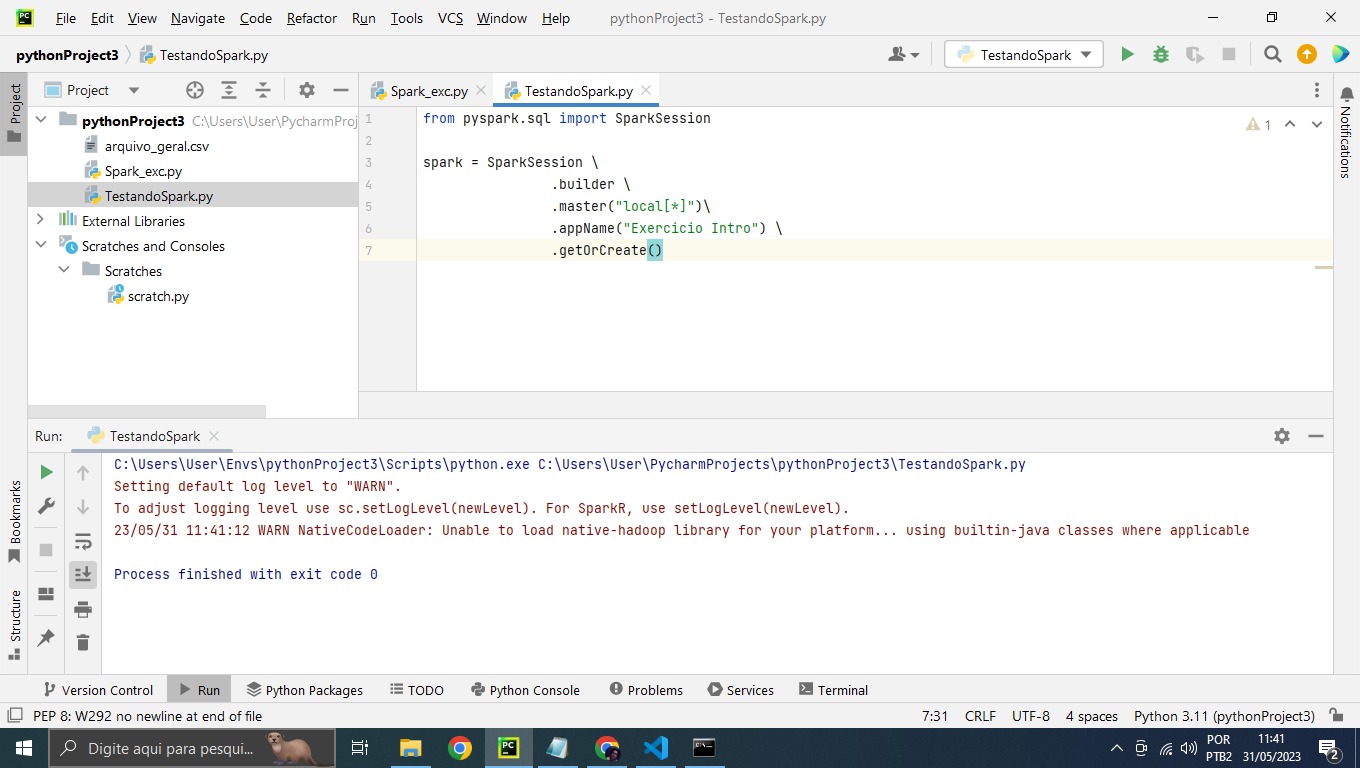 PC File Edit View Navigate Code Refactor Run Tools VCS Window Help pythonProject3 - TestandoSpark.py
pythonProject3 TestandoSpark.py TestandoSpark
Project Project Spark_exc.py TestandoSpark.py Notifications
pythonProject3 C:\Users\User\PycharmProj
arquivo_geral.csv
Spark_exc.py
TestandoSpark.py
External Libraries
Scratches and Consoles
Scratches
scratch.py
1 from pyspark.sql import SparkSession 1
2
3 spark = SparkSession \
4 .builder \
5 .master("local[*]")\
6 .appName("Exercicio Intro") \
7 .getOrCreate()
Run: TestandoSpark
C:\Users\User\Envs\pythonProject3\Scripts\python.exe C:\Users\User\PycharmProjects\pythonProject3\TestandoSpark.py
Setting default log level to "WARN".
To adjust logging level use sc.setLogLevel(newLevel). For SparkR, use setLogLevel(newLevel).
23/05/31 11:41:12 WARN NativeCodeLoader: Unable to load native-hadoop library for your platform... using builtin-java classes where applicable
Process finished with exit code 0
Bookmarks
Structure
Version Control Run Python Packages TODO Python Console Problems Services Terminal
PEP 8: W292 no newline at end of file 7:31 CRLF UTF-8 4 spaces Python 3.11 (pythonProject3)
Digite aqui para pesqui... PC POR 11:41
PTB2 31/05/2023 2